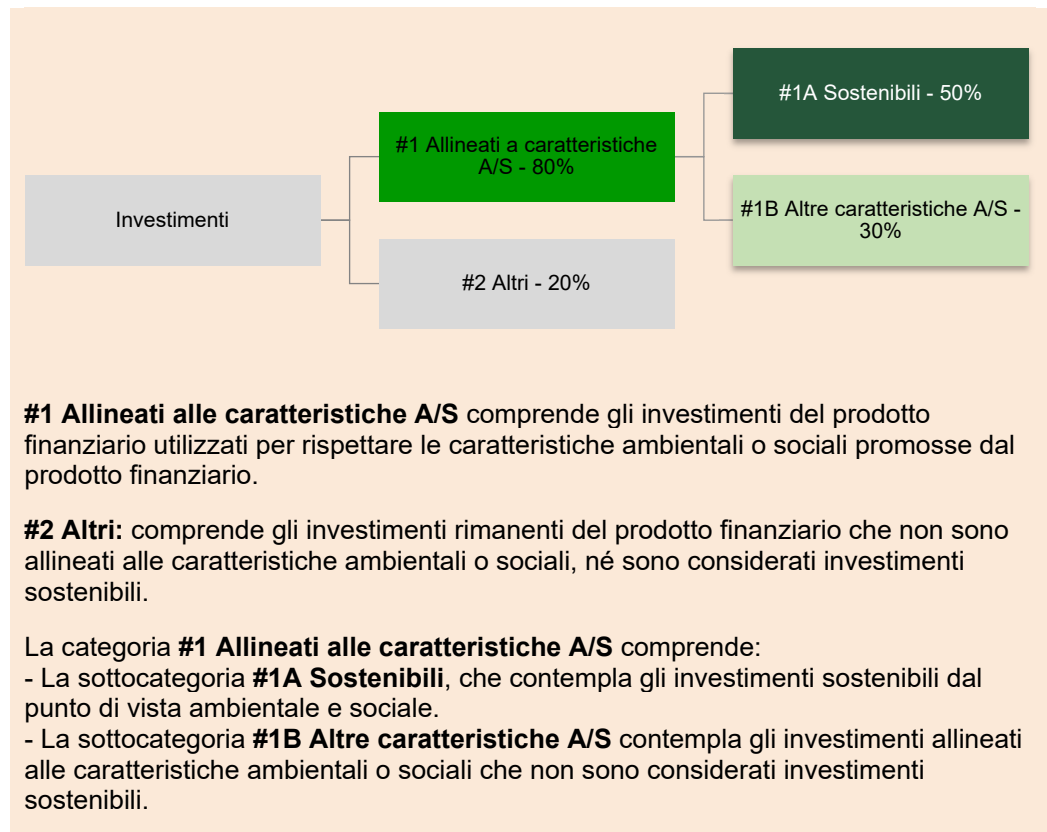 #1A Sostenibili - 50%
#1 Allineati a caratteristiche
A/S - 80%
Investimenti
#1B Altre caratteristiche A/S -
30%
#2 Altri - 20%
#1 Allineati alle caratteristiche A/S comprende gli investimenti del prodotto
finanziario utilizzati per rispettare le caratteristiche ambientali o sociali promosse dal
prodotto finanziario.
#2 Altri: comprende gli investimenti rimanenti del prodotto finanziario che non sono
allineati alle caratteristiche ambientali o sociali, né sono considerati investimenti
sostenibili.
La categoria #1 Allineati alle caratteristiche A/S comprende:
- La sottocategoria #1A Sostenibili, che contempla gli investimenti sostenibili dal
punto di vista ambientale e sociale.
- La sottocategoria #1B Altre caratteristiche A/S contempla gli investimenti allineati
alle caratteristiche ambientali o sociali che non sono considerati investimenti
sostenibili.